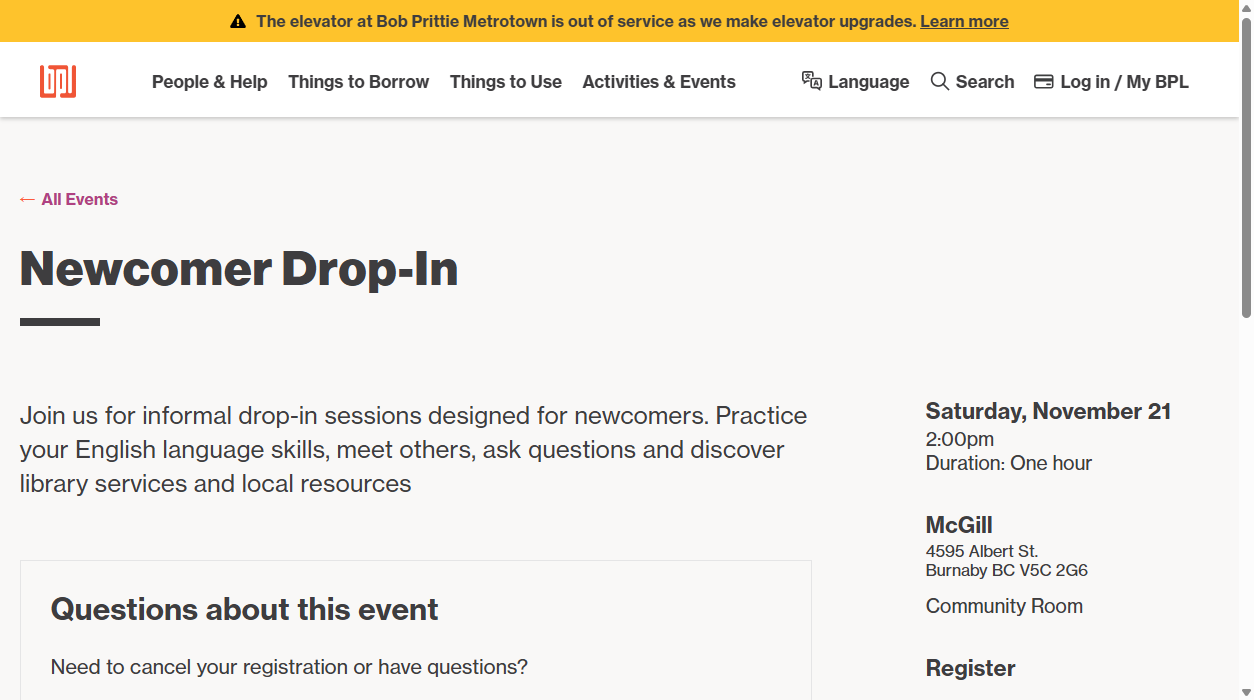 The elevator at Bob Prittie Metrotown is out of service as we make elevator upgrades. Learn more
People & Help Things to Borrow Things to Use Activities & Events Language Search Log in / My BPL
← All Events
Newcomer Drop-In
Join us for informal drop-in sessions designed for newcomers. Practice
your English language skills, meet others, ask questions and discover
library services and local resources
Saturday, November 21
2:00pm
Duration: One hour
McGill
4595 Albert St.
Burnaby BC V5C 2G6
Community Room
Register
Questions about this event
Need to cancel your registration or have questions?